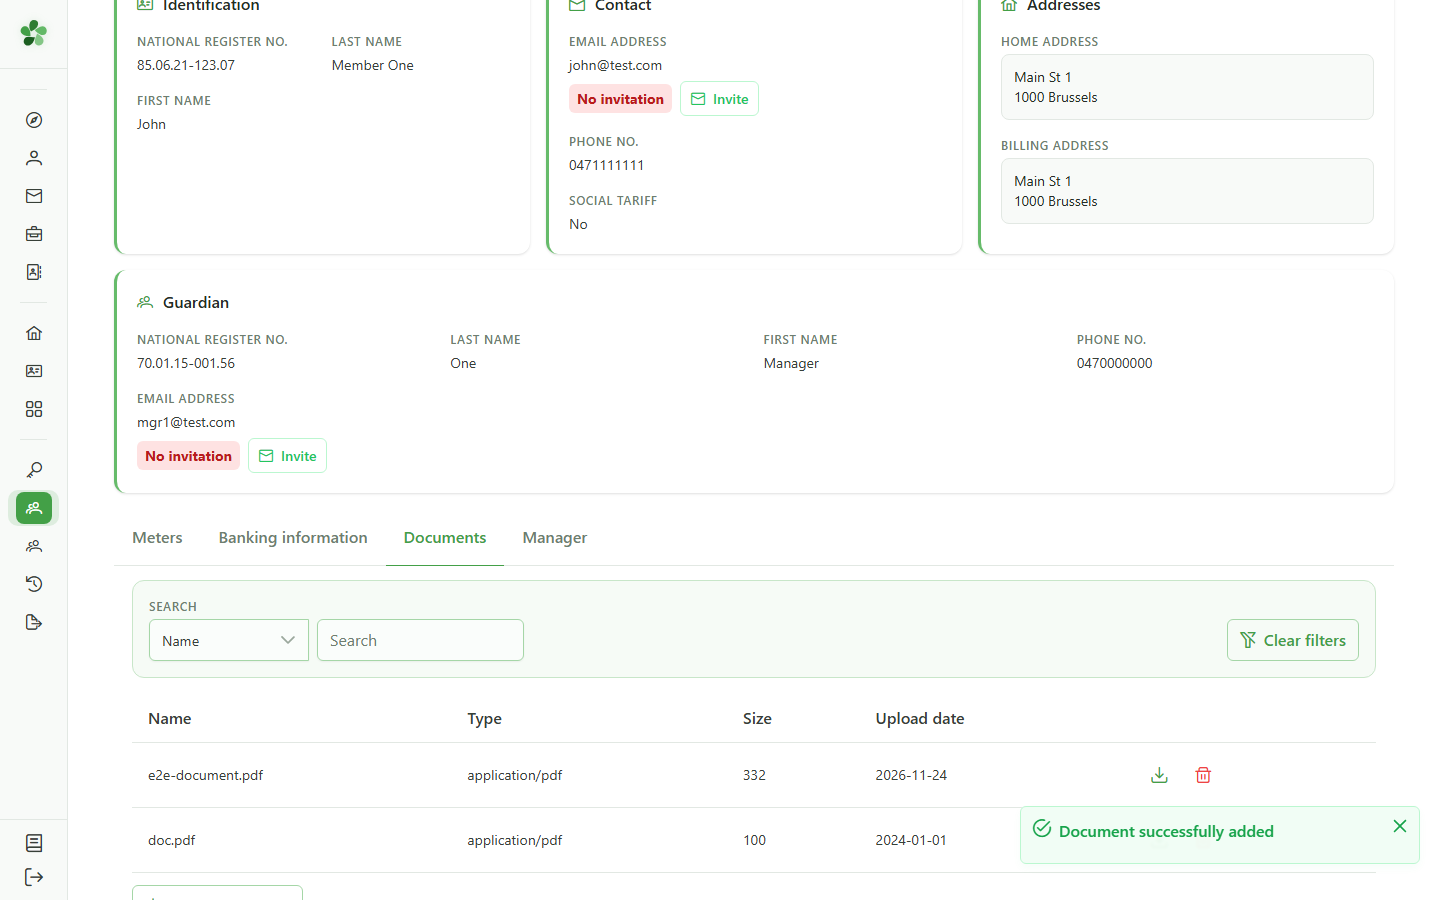 Identification
NATIONAL REGISTER NO.
85.06.21-123.07
LAST NAME
Member One
FIRST NAME
John
Contact
EMAIL ADDRESS
john@test.com
No invitation
Invite
PHONE NO.
0471111111
SOCIAL TARIFF
No
Addresses
HOME ADDRESS
Main St 1
1000 Brussels
BILLING ADDRESS
Main St 1
1000 Brussels
Guardian
NATIONAL REGISTER NO.
70.01.15-001.56
LAST NAME
One
FIRST NAME
Manager
PHONE NO.
0470000000
EMAIL ADDRESS
mgr1@test.com
No invitation
Invite
Meters Banking information Documents Manager
SEARCH
Name
Search
Clear filters
Name Type Size Upload date
e2e-document.pdf application/pdf 332 2026-11-24
doc.pdf application/pdf 100 2024-01-01
Document successfully added